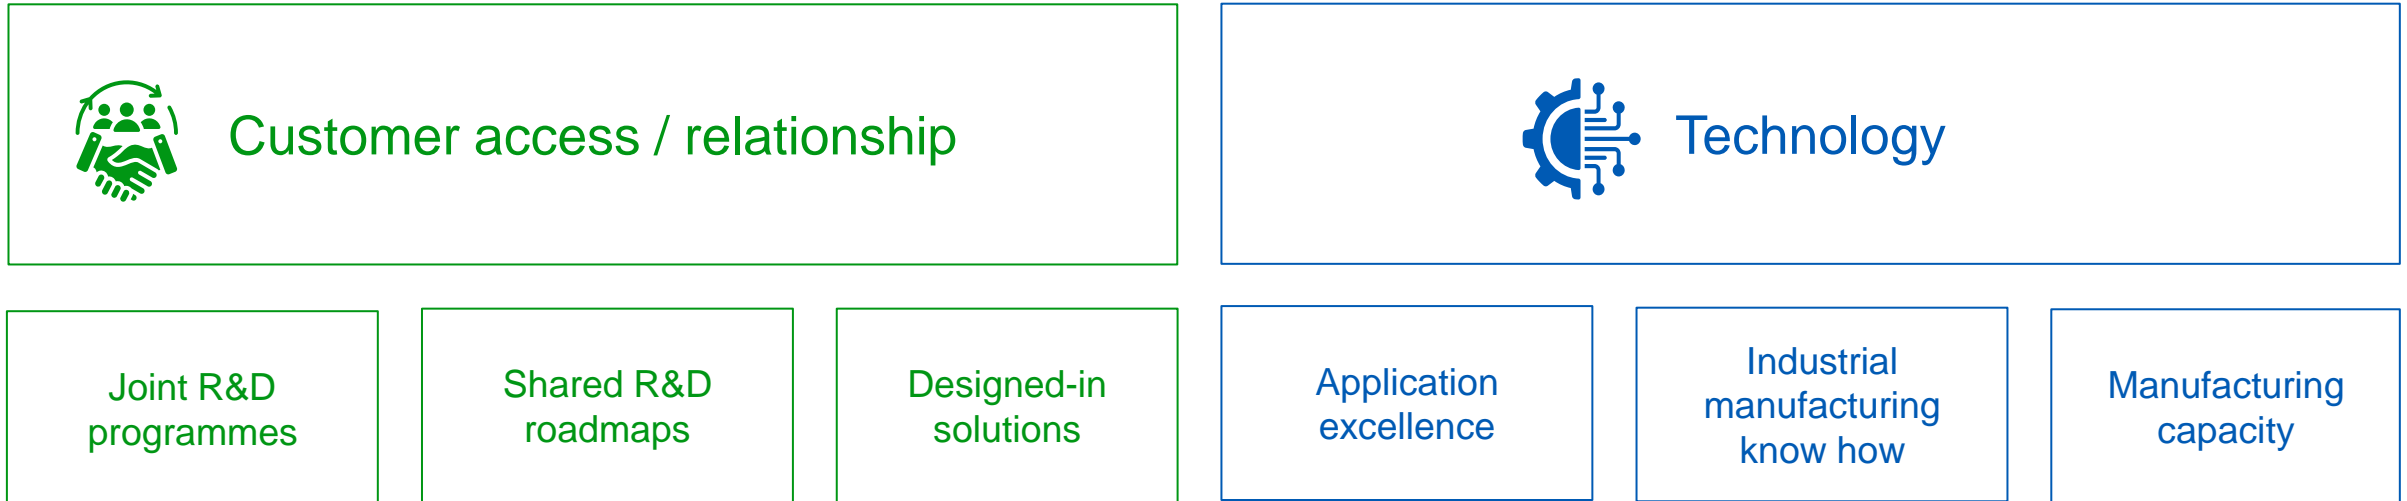 Customer access / relationship
Technology
Joint R&D
programmes
Shared R&D
roadmaps
Designed-in
solutions
Application
excellence
Industrial
manufacturing
know how
Manufacturing
capacity